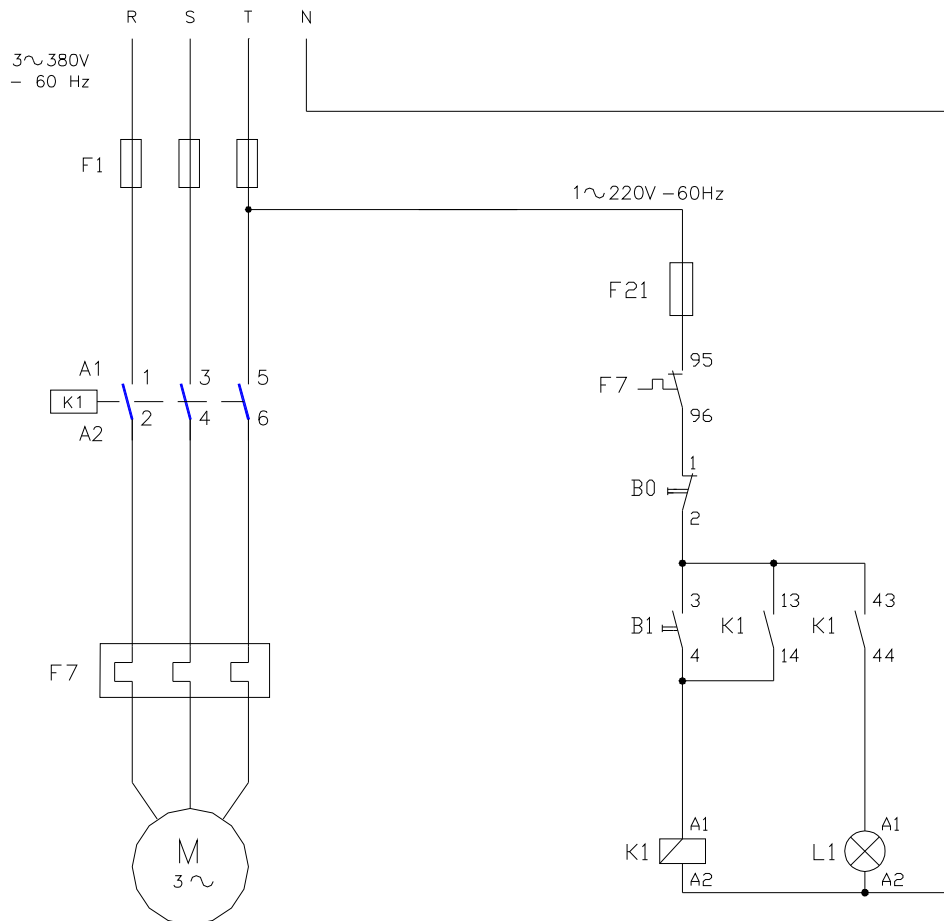 R S T N
3~380V
- 60 Hz
F1
1~220V -60Hz
F21
A1 1 3 5
K1
A2 2 4 6
95
F7
96
1
B0
2
3 13 43
B1 K1 K1
4 14 44
F7
M
3~
A1 A1
K1 L1
A2 A2